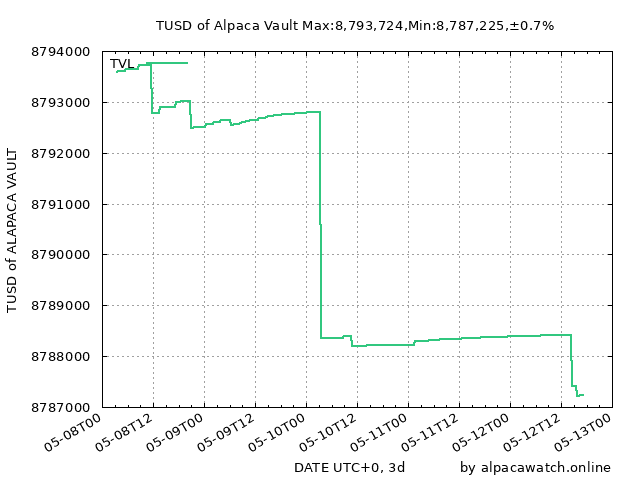 TUSD of Alpaca Vault Max:8,793,724,Min:8,787,225,±0.7%
TUSD of ALAPACA VAULT
8794000
8793000
8792000
8791000
8790000
8789000
8788000
8787000
TVL
05-08T00
05-08T12
05-09T00
05-09T12
05-10T00
05-10T12
05-11T00
05-11T12
05-12T00
05-12T12
05-13T00
DATE UTC+0, 3d
by alpacawatch.online